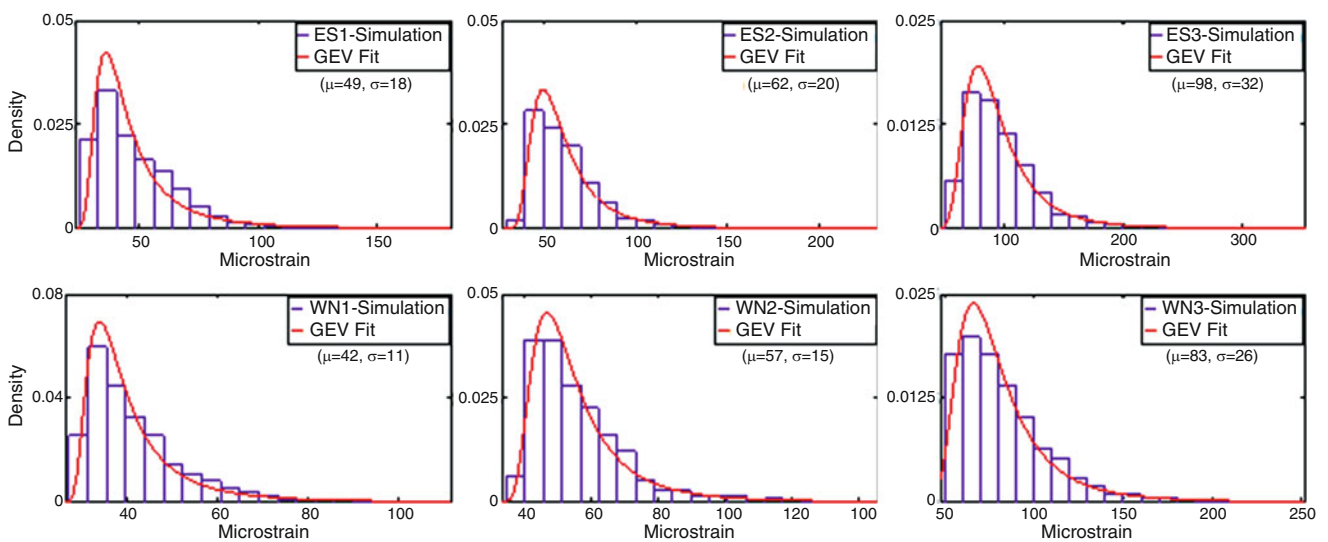 0.05
0.025
0
Density
50
100
150
Microstrain
ES1-Simulation
GEV Fit
(μ=49, σ=18)
0.05
0.025
0
50
100
150
200
Microstrain
ES2-Simulation
GEV Fit
(μ=62, σ=20)
0.025
0.0125
0
100
200
300
Microstrain
ES3-Simulation
GEV Fit
(μ=98, σ=32)
0.08
0.04
0
Density
40
60
80
100
Microstrain
WN1-Simulation
GEV Fit
(μ=42, σ=11)
0.05
0.025
0
40
60
80
100
120
100
Microstrain
WN2-Simulation
GEV Fit
(μ=57, σ=15)
0.025
0.0125
0
50
100
150
200
250
Microstrain
WN3-Simulation
GEV Fit
(μ=83, σ=26)